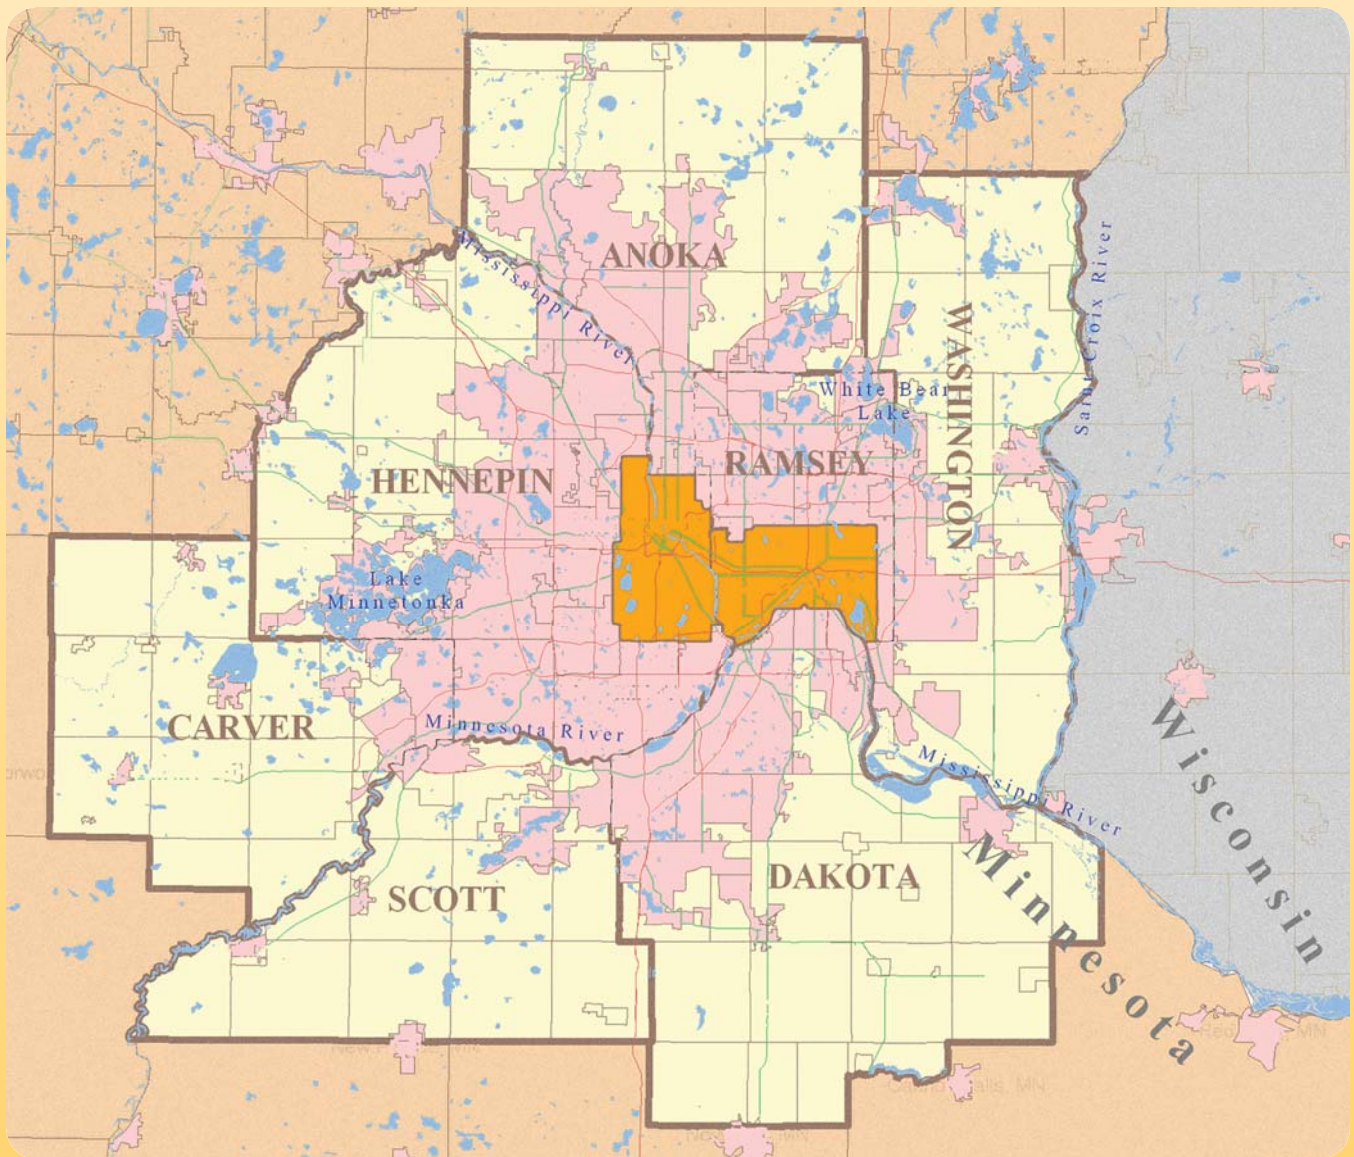 ANOKA
Mississippi River
Saint Croix River
WASHINGTON
White Bear
Lake
RAMSEY
HENNEPIN
Lake
Minnetonka
CARVER
Minnesota River
Wisconsin
Mississippi River
Minnesota
DAKOTA
SCOTT